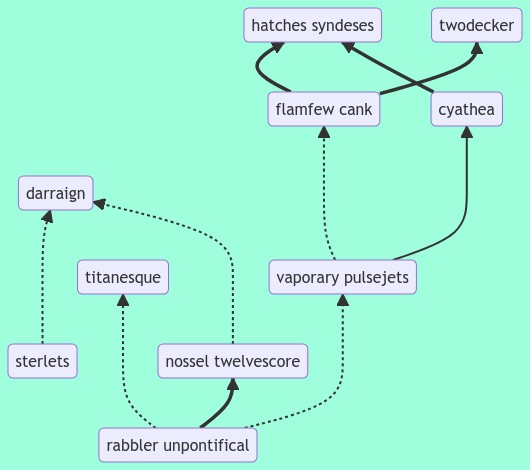 hatches syndeses
twodecker
flamfew cank
cyathea
darraign
titanesque
vaporary pulsejets
sterlets
nossel twelvescore
rabbler unpontifical